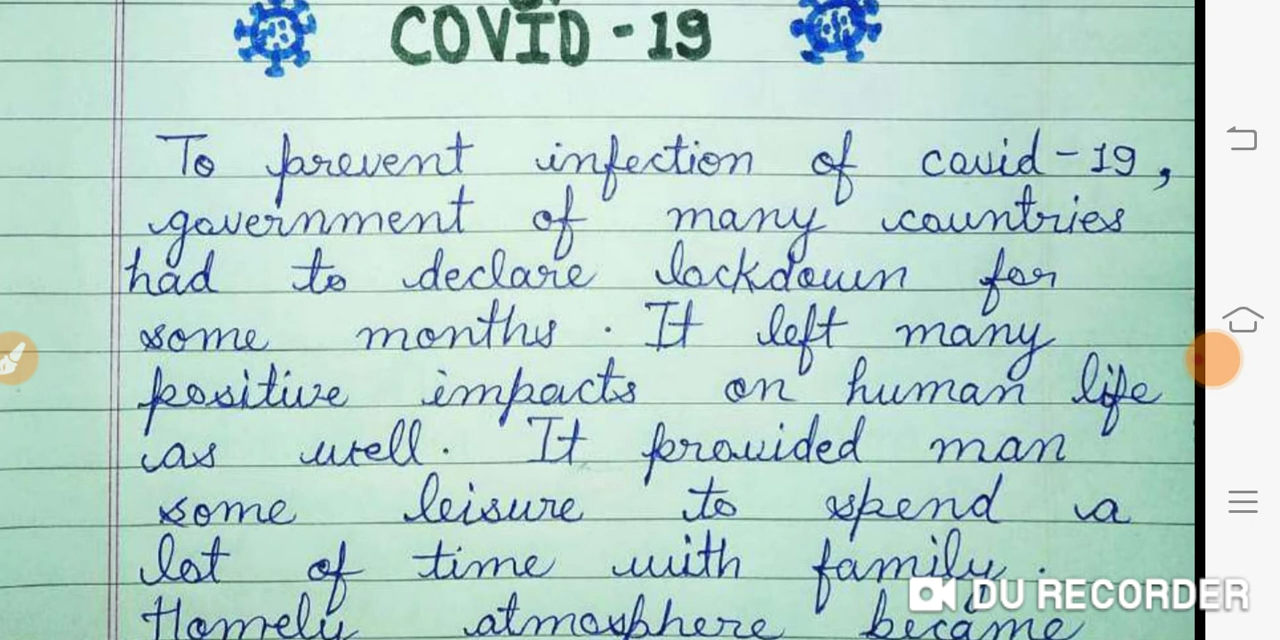 COVID-19
To prevent infection of covid-19,
government of many countries
had to declare lockdown for
some months. It left many
positive impacts on human life
as well. It provided man
some leisure to spend a
lot of time with family.
Homely atmosphere became
DU RECORDER